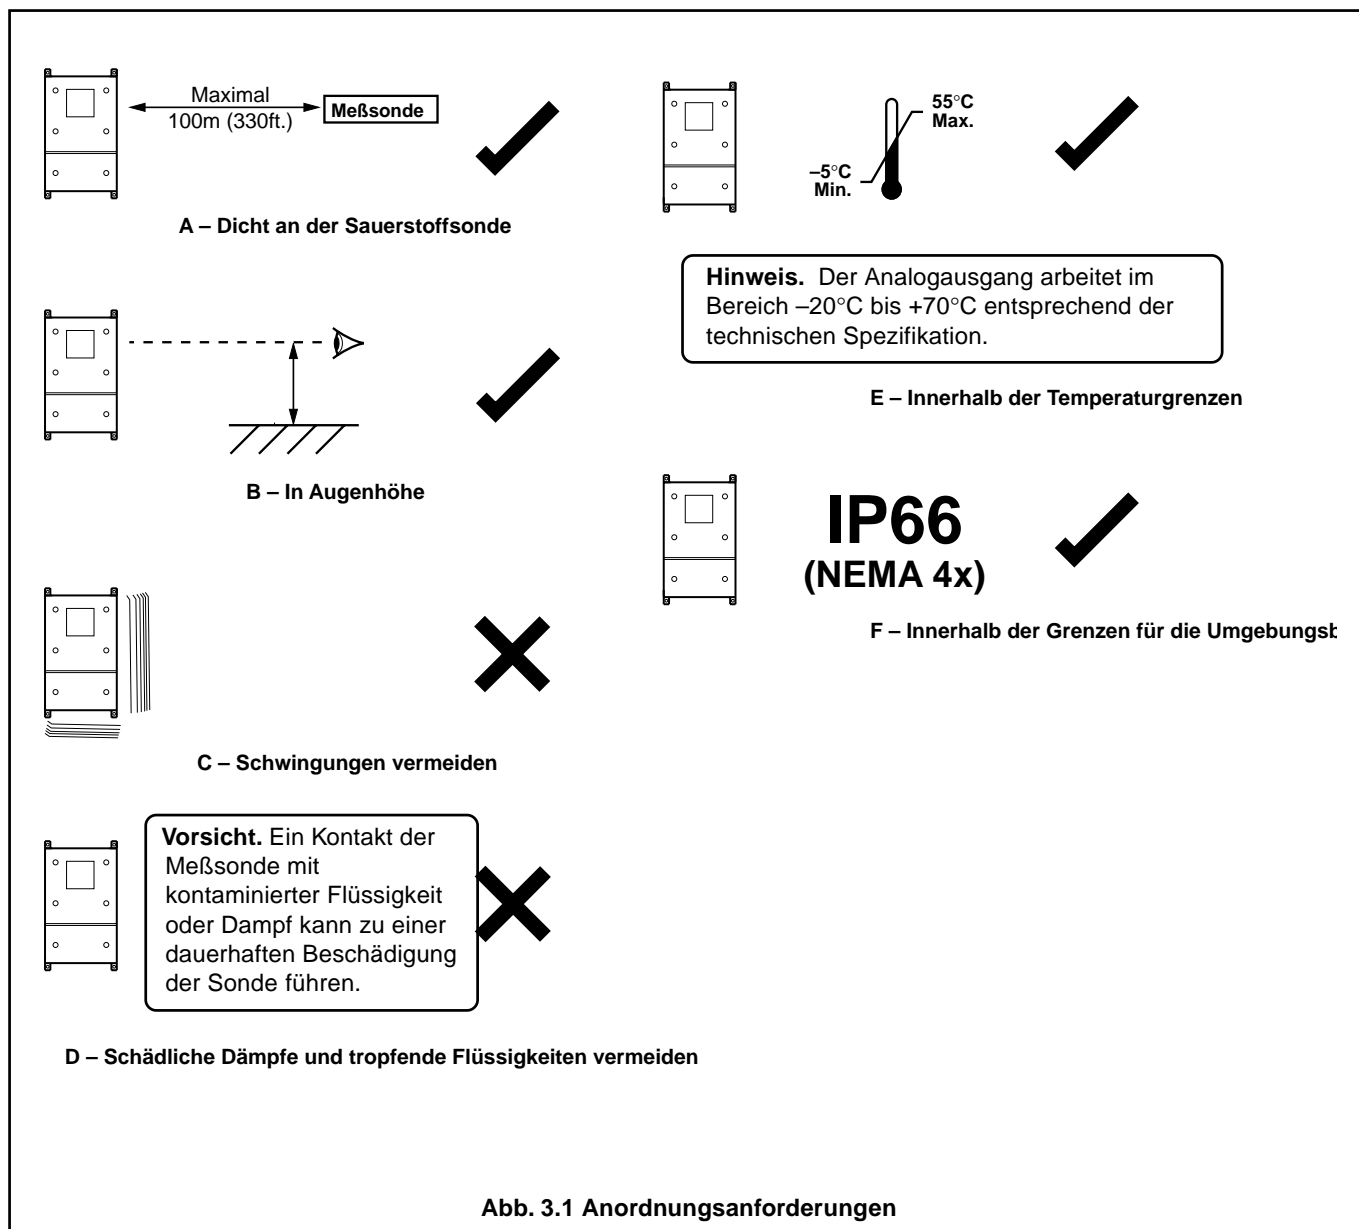 Maximal
100m (330ft.)
Meßsonde
A – Dicht an der Sauerstoffsonde
B – In Augenhöhe
C – Schwingungen vermeiden
Vorsicht. Ein Kontakt der
Meßsonde mit
kontaminierter Flüssigkeit
oder Dampf kann zu einer
dauerhaften Beschädigung
der Sonde führen.
D – Schädliche Dämpfe und tropfende Flüssigkeiten vermeiden
55°C
Max.
–5°C
Min.
Hinweis. Der Analogausgang arbeitet im
Bereich –20°C bis +70°C entsprechend der
technischen Spezifikation.
E – Innerhalb der Temperaturgrenzen
IP66
(NEMA 4x)
F – Innerhalb der Grenzen für die
Abb. 3.1 Anordnungsanforderungen